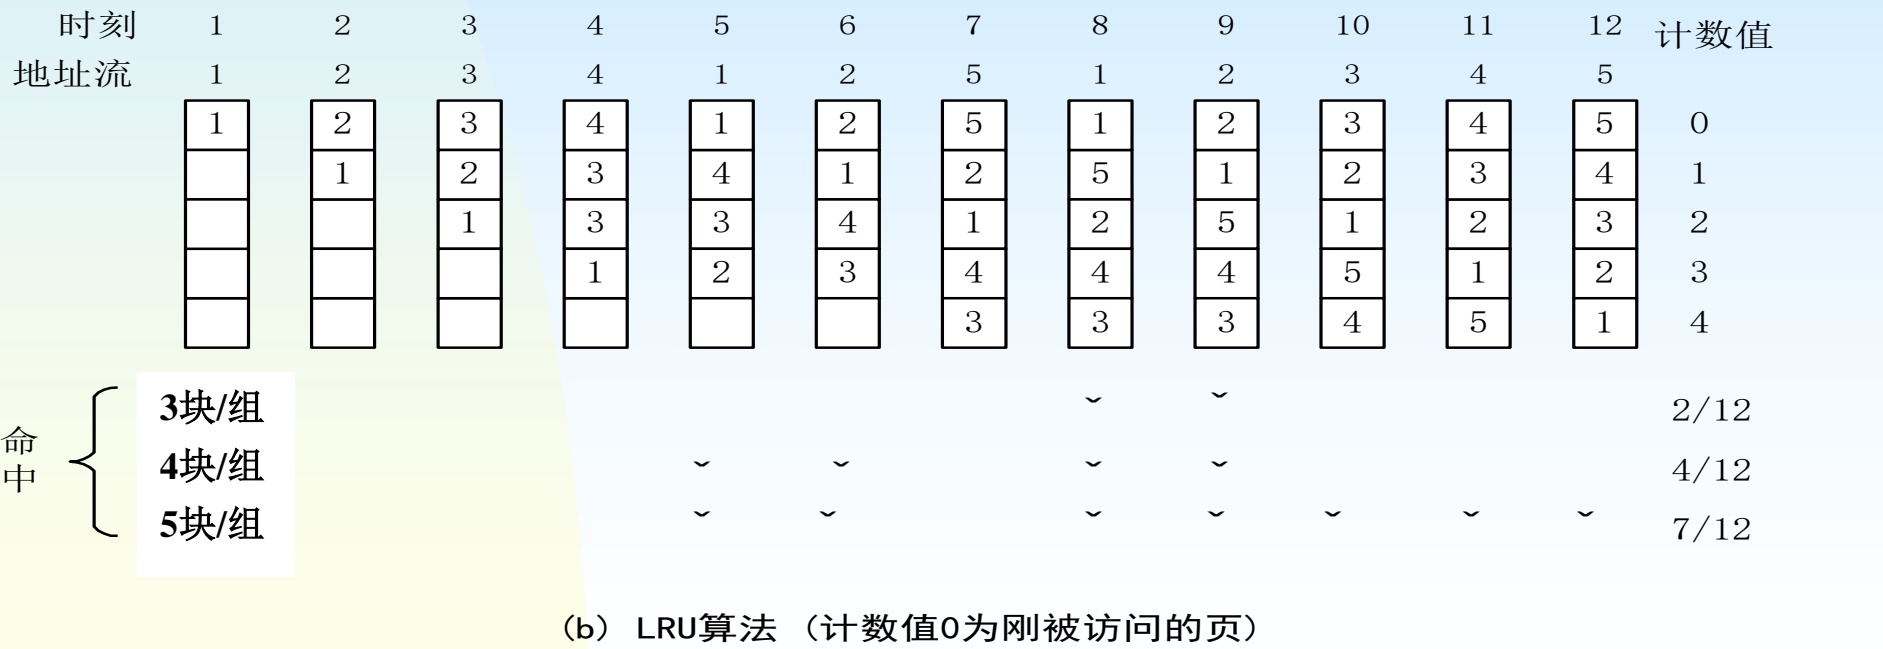 时刻 1 2 3 4 5 6 7 8 9 10 11 12 计数值
地址流 1 2 3 4 1 2 5 1 2 3 4 5
1 2 3 4 1 2 5 1 2 3 4 5 0
1 2 3 4 1 2 5 1 2 3 4 1
1 3 3 4 1 2 5 1 2 3 2
1 2 3 4 4 4 5 1 2 3
3 3 3 4 5 1 4
命中
3块/组 ˇ ˇ 2/12
4块/组 ˇ ˇ ˇ ˇ 4/12
5块/组 ˇ ˇ ˇ ˇ ˇ ˇ ˇ 7/12
(b) LRU算法 (计数值0为刚被访问的页)